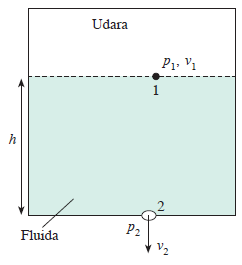 Udara
p₁, v₁
1
h
2
p₂
Fluida
v₂